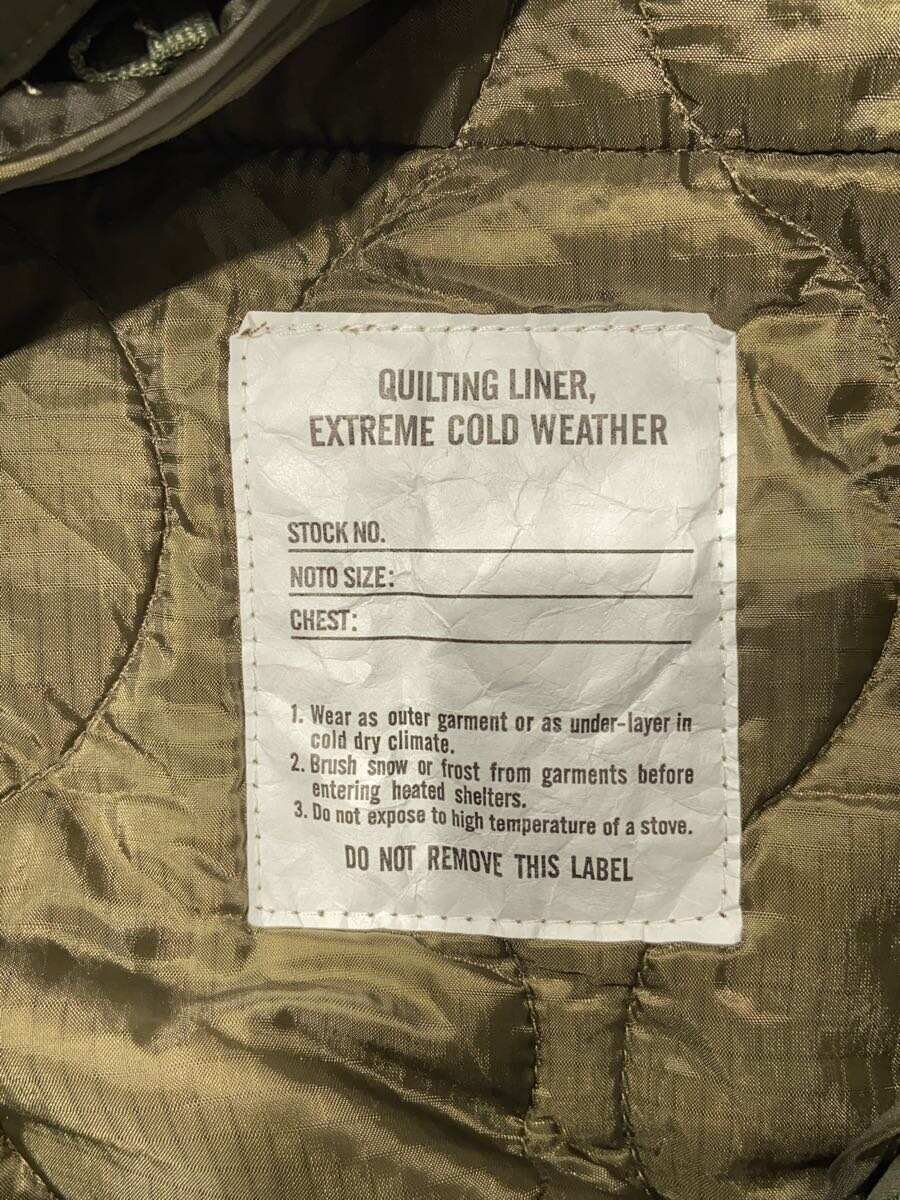 QUILTING LINER,
EXTREME COLD WEATHER
STOCK NO.
NOTO SIZE:
CHEST:
1. Wear as outer garment or as under-layer in
cold dry climate.
2. Brush snow or frost from garments before
entering heated shelters.
3. Do not expose to high temperature of a stove.
DO NOT REMOVE THIS LABEL